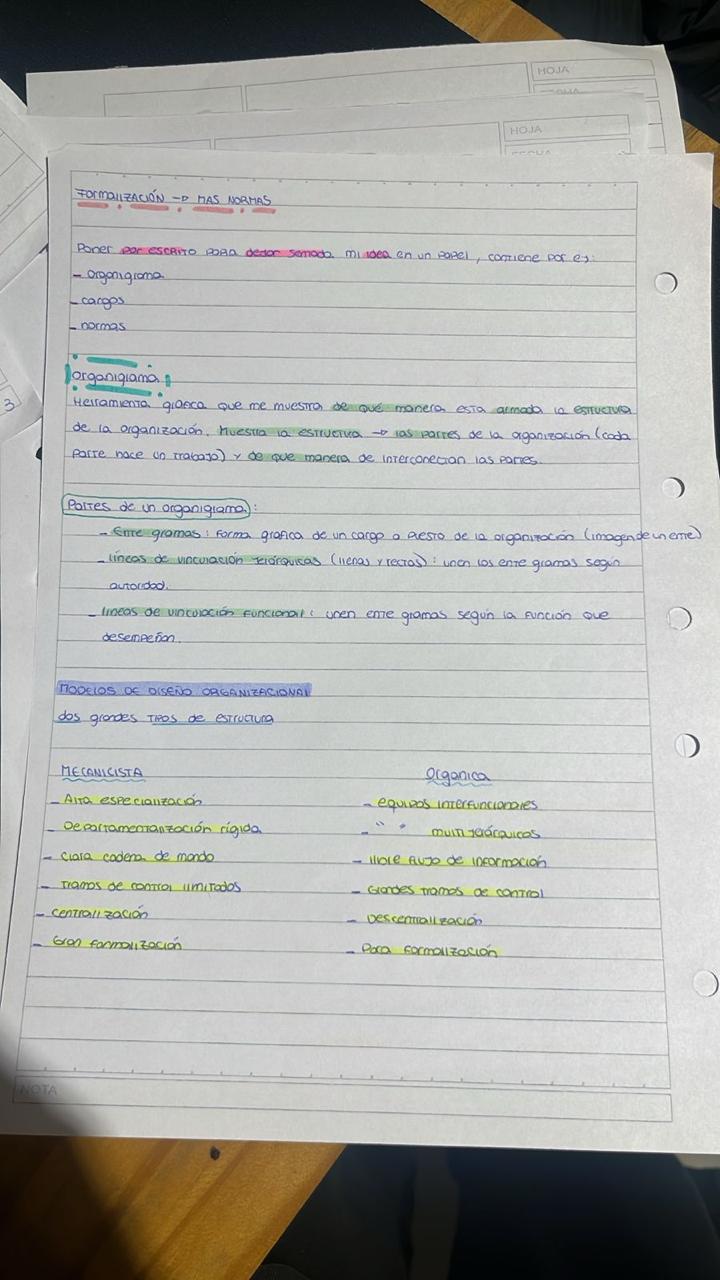 HOJA
HOJA
3
FORMALIZACIÓN → MAS NORMAS
Poner por escrito para dejar sentada mi idea en un papel, contiene por ej:
- organigrama
- cargos
- normas
organigrama
Herramienta grafica que me muestra de qué manera esta armada la estructura
de la organización. Muestra la estructura → las partes de la organización (cada
parte hace un trabajo) y de que manera de interconectan las partes.
Partes de un organigrama:
- Ente gramas: forma grafica de un cargo o puesto de la organización (imagen de un ente)
- líneas de vinculación jerárquicas (llenas y rectas): unen los ente gramas según
autoridad.
- líneas de vinculación funcional: unen ente gramas según la función que
desempeñan.
MODELOS DE DISEÑO ORGANIZACIONAL
dos grandes TIPOS de estructura
MECANICISTA
- Alta especialización
- Departamentanzación rígida
- Clara cadena de mando
- Tramos de control limitados
- Centralización
- Gran formalización
Organica
- equipos interfuncionales
- " " multi jerárquicos
- libre flujo de información
- Grandes tramos de control
- Descentralización
- Poca formalización
NOTA